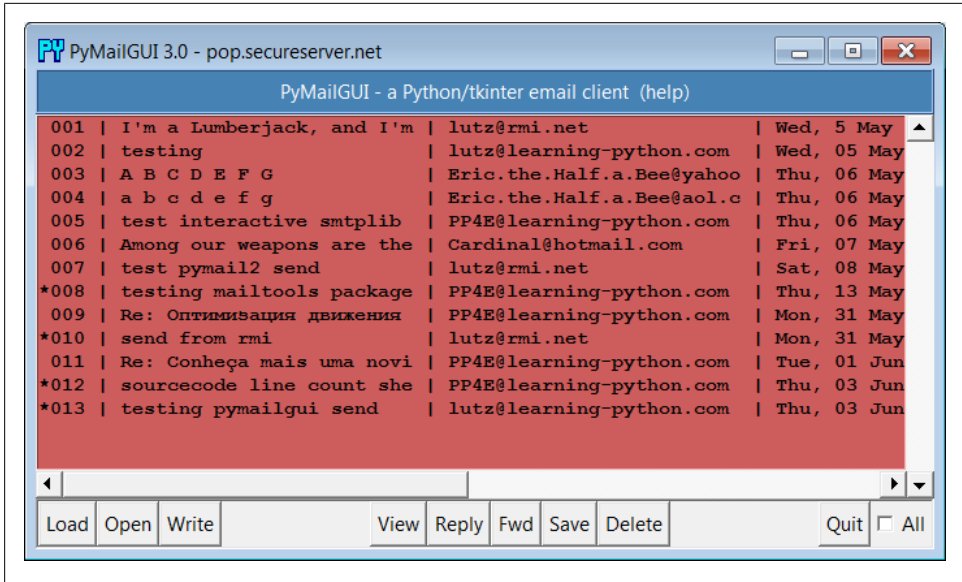 PY PyMailGUI 3.0 - pop.secureserver.net
PyMailGUI - a Python/tkinter email client (help)
001 | I'm a Lumberjack, and I'm | lutz@rmi.net | Wed, 5 May
002 | testing | lutz@learning-python.com | Wed, 05 May
003 | A B C D E F G | Eric.the.Half.a.Bee@yahoo | Thu, 06 May
004 | a b c d e f g | Eric.the.Half.a.Bee@aol.c | Thu, 06 May
005 | test interactive smtplib | PP4E@learning-python.com | Thu, 06 May
006 | Among our weapons are the | Cardinal@hotmail.com | Fri, 07 May
007 | test pymail2 send | lutz@rmi.net | Sat, 08 May
*008 | testing mailtools package | PP4E@learning-python.com | Thu, 13 May
009 | Re: Оптимизация движения | PP4E@learning-python.com | Mon, 31 May
*010 | send from rmi | lutz@rmi.net | Mon, 31 May
011 | Re: Conheça mais uma novi | PP4E@learning-python.com | Tue, 01 Jun
*012 | sourcecode line count she | PP4E@learning-python.com | Thu, 03 Jun
*013 | testing pymailgui send | lutz@learning-python.com | Thu, 03 Jun
Load Open Write View Reply Fwd Save Delete Quit All